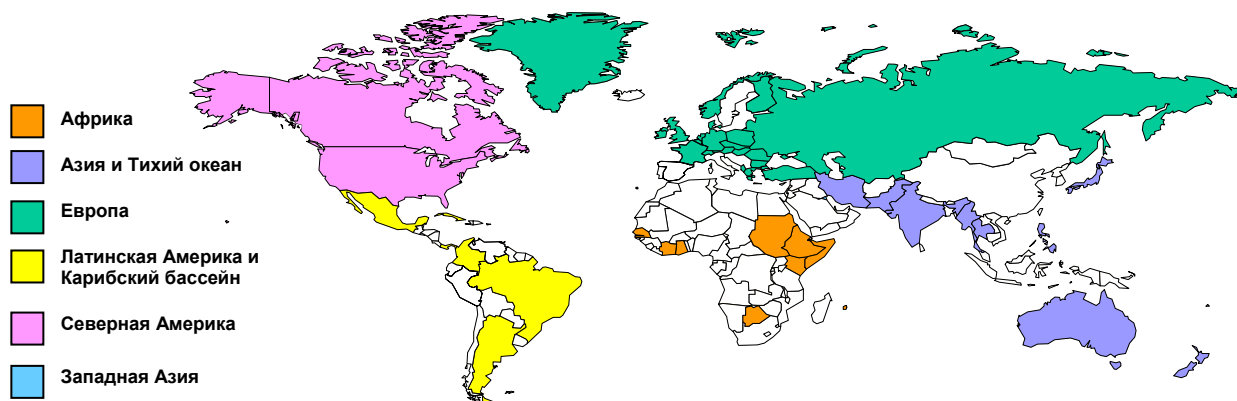 Африка
Азия и Тихий океан
Европа
Латинская Америка и
Карибский бассейн
Северная Америка
Западная Азия